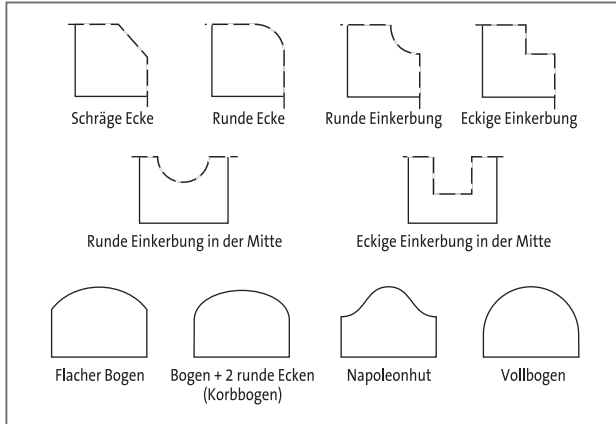 Schräge Ecke
Runde Ecke
Runde Einkerbung
Eckige Einkerbung
Runde Einkerbung in der Mitte
Eckige Einkerbung in der Mitte
Flacher Bogen
Bogen + 2 runde Ecken
(Korbbogen)
Napoleonhut
Vollbogen